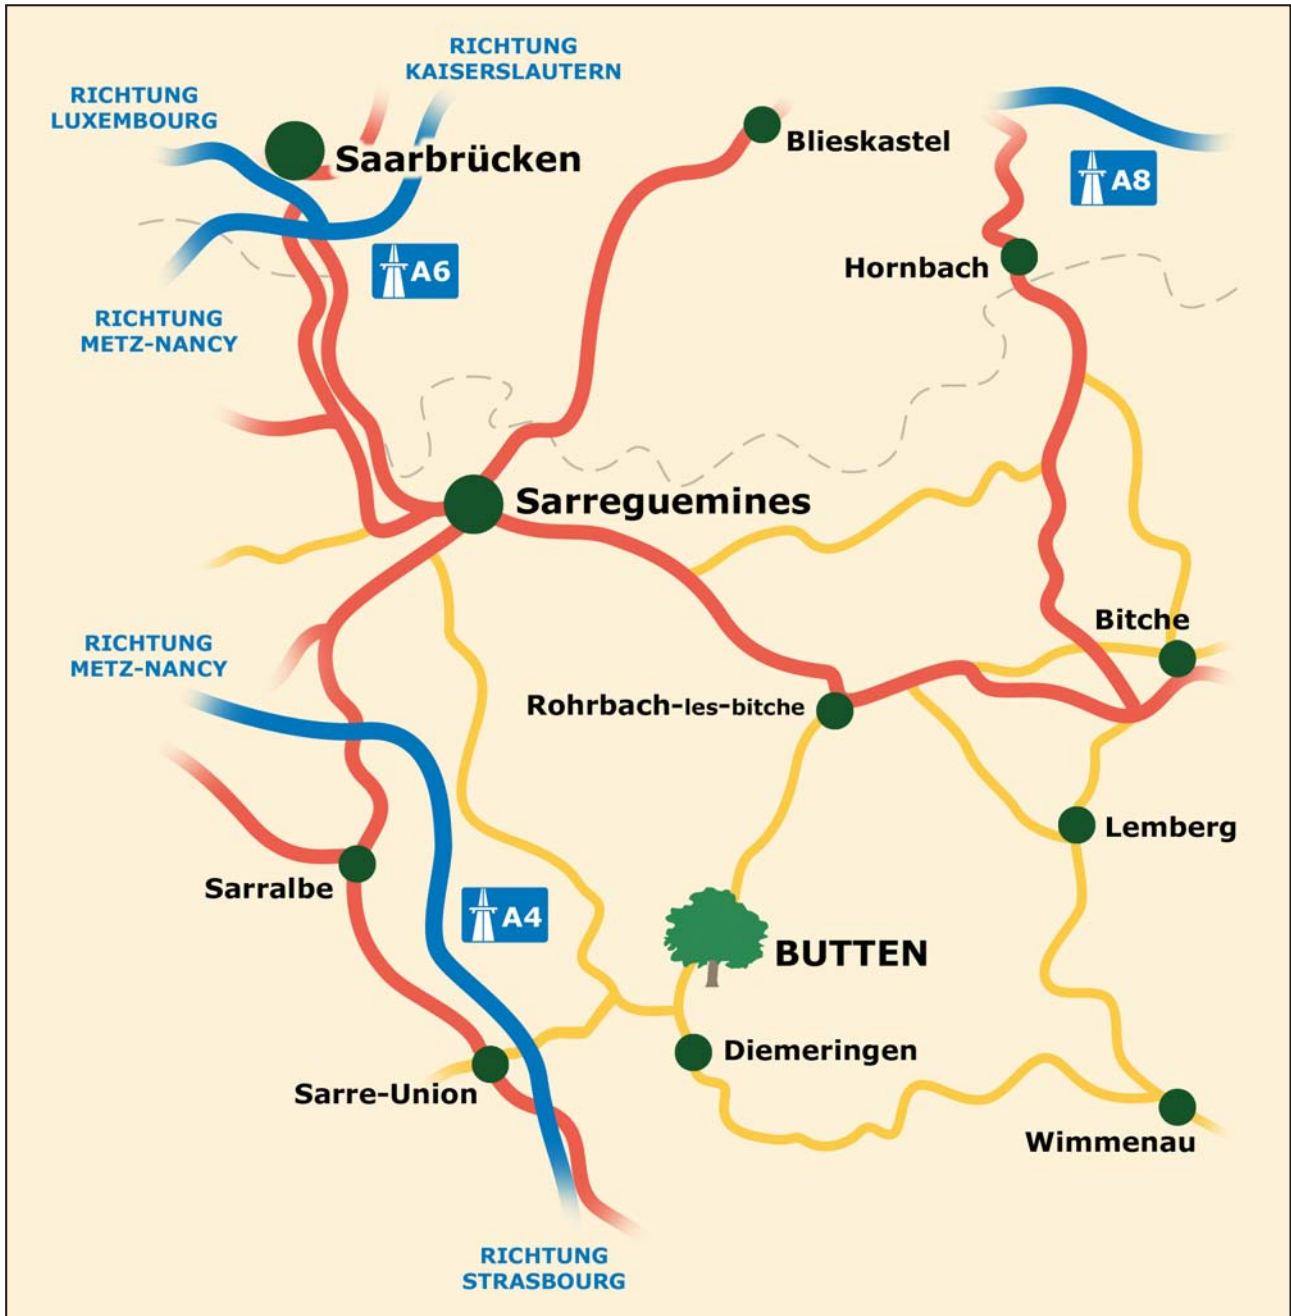 RICHTUNG
KAISERSLAUTERN
RICHTUNG
LUXEMBOURG
Saarbrücken
Blieskastel
A8
Hornbach
A6
RICHTUNG
METZ-NANCY
Sarreguemines
Bitche
RICHTUNG
METZ-NANCY
Rohrbach-les-bitche
Lemberg
Sarralbe
A4
BUTTEN
Diemeringen
Sarre-Union
Wimmenau
RICHTUNG
STRASBOURG